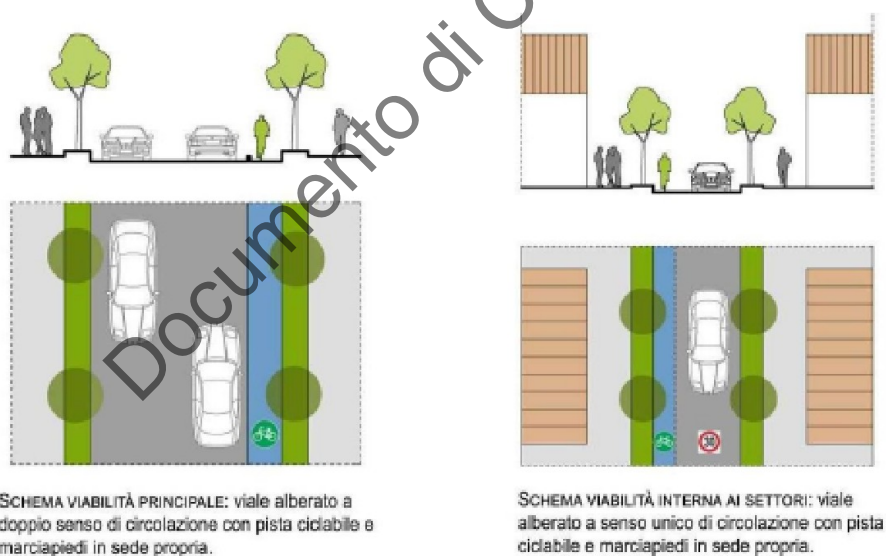 Documento di C
30
SCHEMA VIABILITÀ PRINCIPALE: viale alberato a
doppio senso di circolazione con pista ciclabile e
marciapiedi in sede propria.
SCHEMA VIABILITÀ INTERNA AI SETTORI: viale
alberato a senso unico di circolazione con pista
ciclabile e marciapiedi in sede propria.